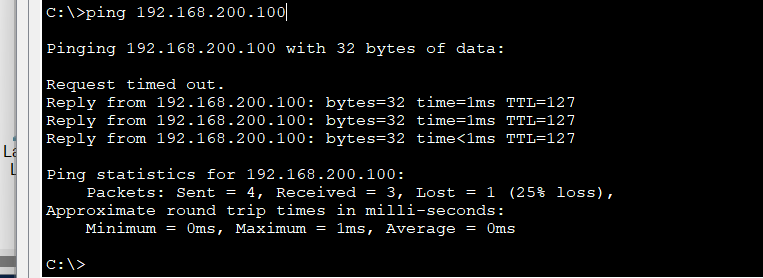 C:\>ping 192.168.200.100
Pinging 192.168.200.100 with 32 bytes of data:
Request timed out.
Reply from 192.168.200.100: bytes=32 time=1ms TTL=127
Reply from 192.168.200.100: bytes=32 time=1ms TTL=127
Reply from 192.168.200.100: bytes=32 time<1ms TTL=127
Ping statistics for 192.168.200.100:
    Packets: Sent = 4, Received = 3, Lost = 1 (25% loss),
Approximate round trip times in milli-seconds:
    Minimum = 0ms, Maximum = 1ms, Average = 0ms
C:\>